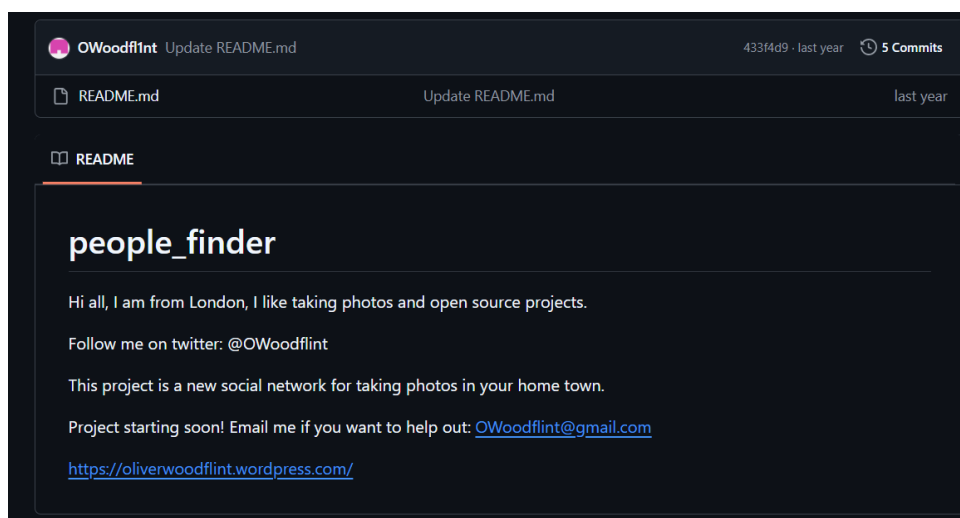 OWoodfl1nt Update README.md 433f4d9 · last year 5 Commits
README.md Update README.md last year
README
people_finder
Hi all, I am from London, I like taking photos and open source projects.
Follow me on twitter: @OWoodflint
This project is a new social network for taking photos in your home town.
Project starting soon! Email me if you want to help out: OWoodflint@gmail.com
https://oliverwoodflint.wordpress.com/